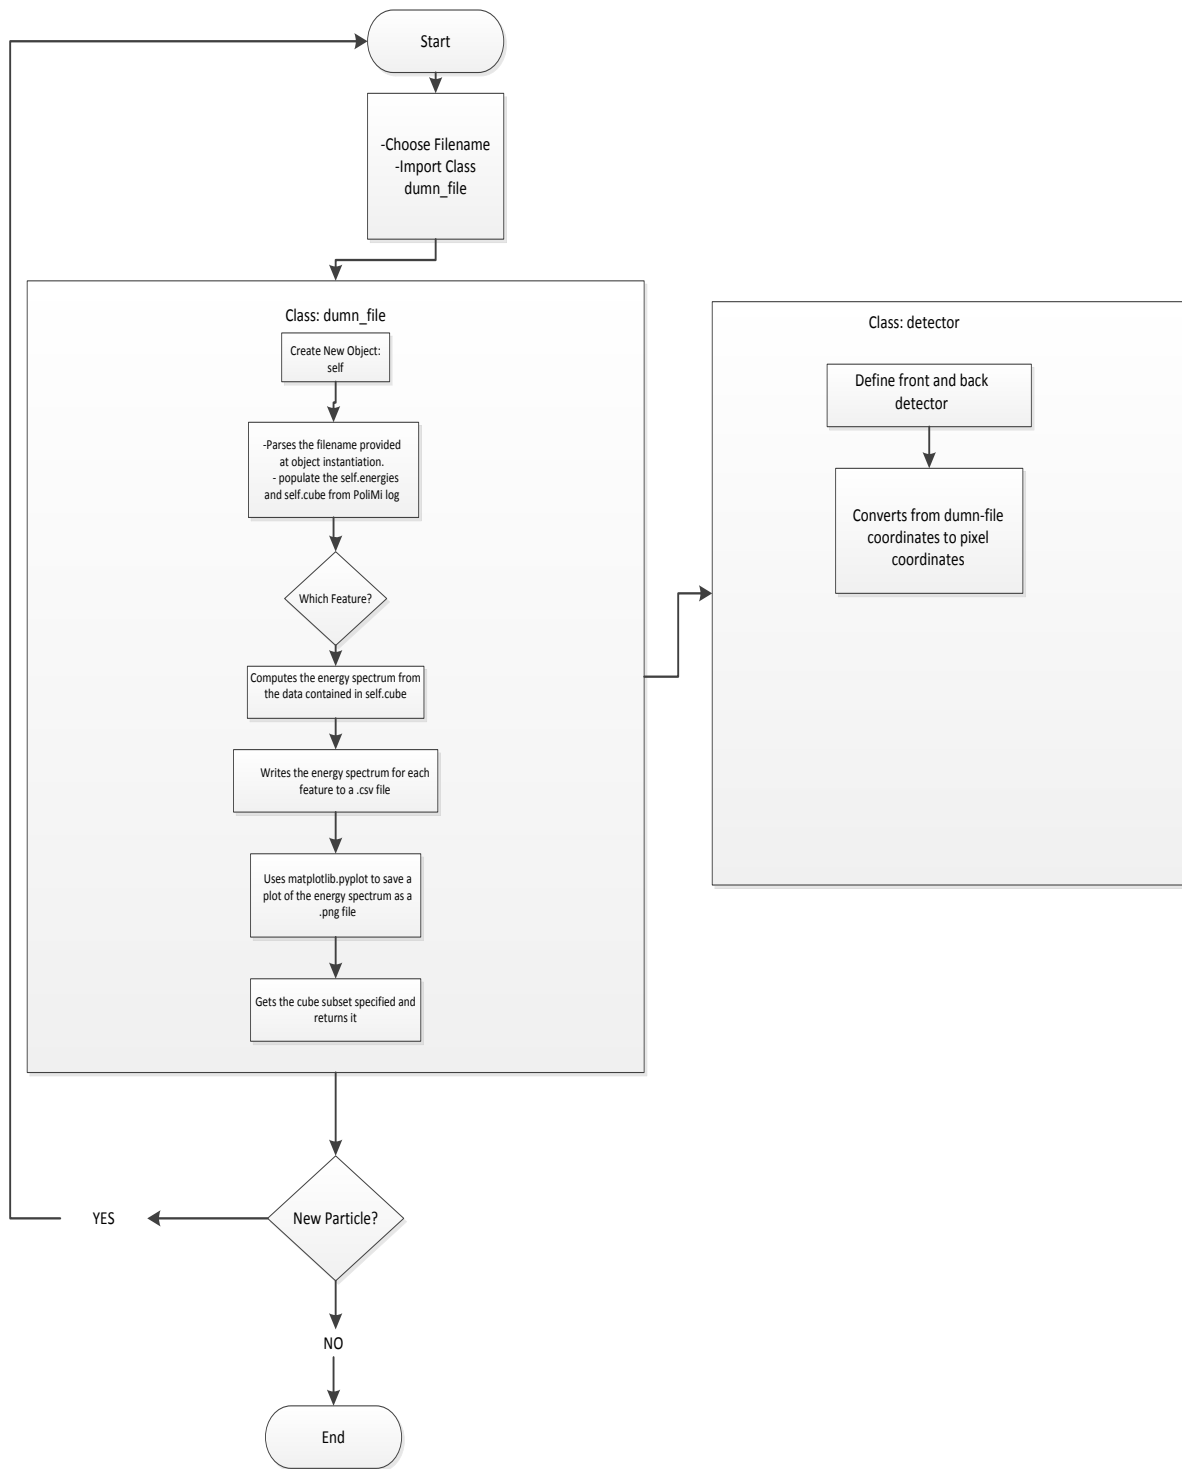 Start
-Choose Filename
-Import Class
dumn_file
Class: dumn_file
Create New Object:
self
-Parses the filename provided
at object instantiation.
- populate the self.energies
and self.cube from PoliMi log
Which Feature?
Computes the energy spectrum from
the data contained in self.cube
Writes the energy spectrum for each
feature to a .csv file
Uses matplotlib.pyplot to save a
plot of the energy spectrum as a
.png file
Gets the cube subset specified and
returns it
Class: detector
Define front and back
detector
Converts from dumn-file
coordinates to pixel
coordinates
New Particle?
YES
NO
End